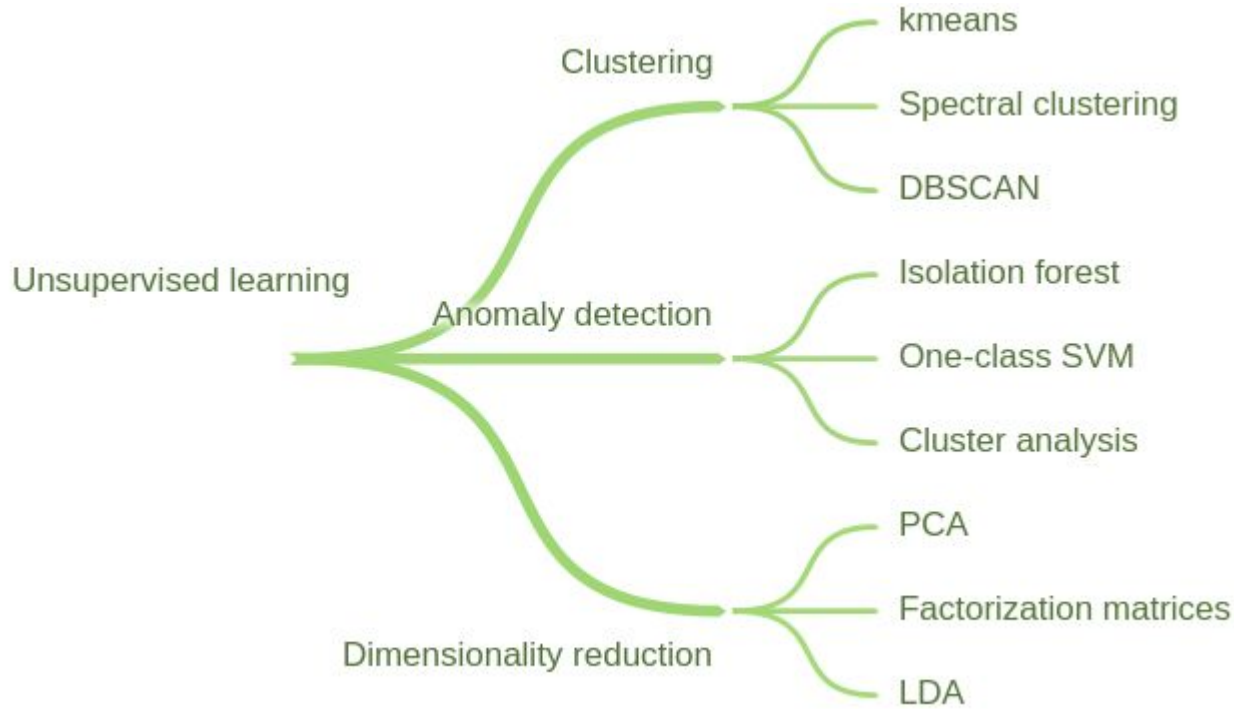 Unsupervised learning
Clustering
kmeans
Spectral clustering
DBSCAN
Anomaly detection
Isolation forest
One-class SVM
Cluster analysis
Dimensionality reduction
PCA
Factorization matrices
LDA